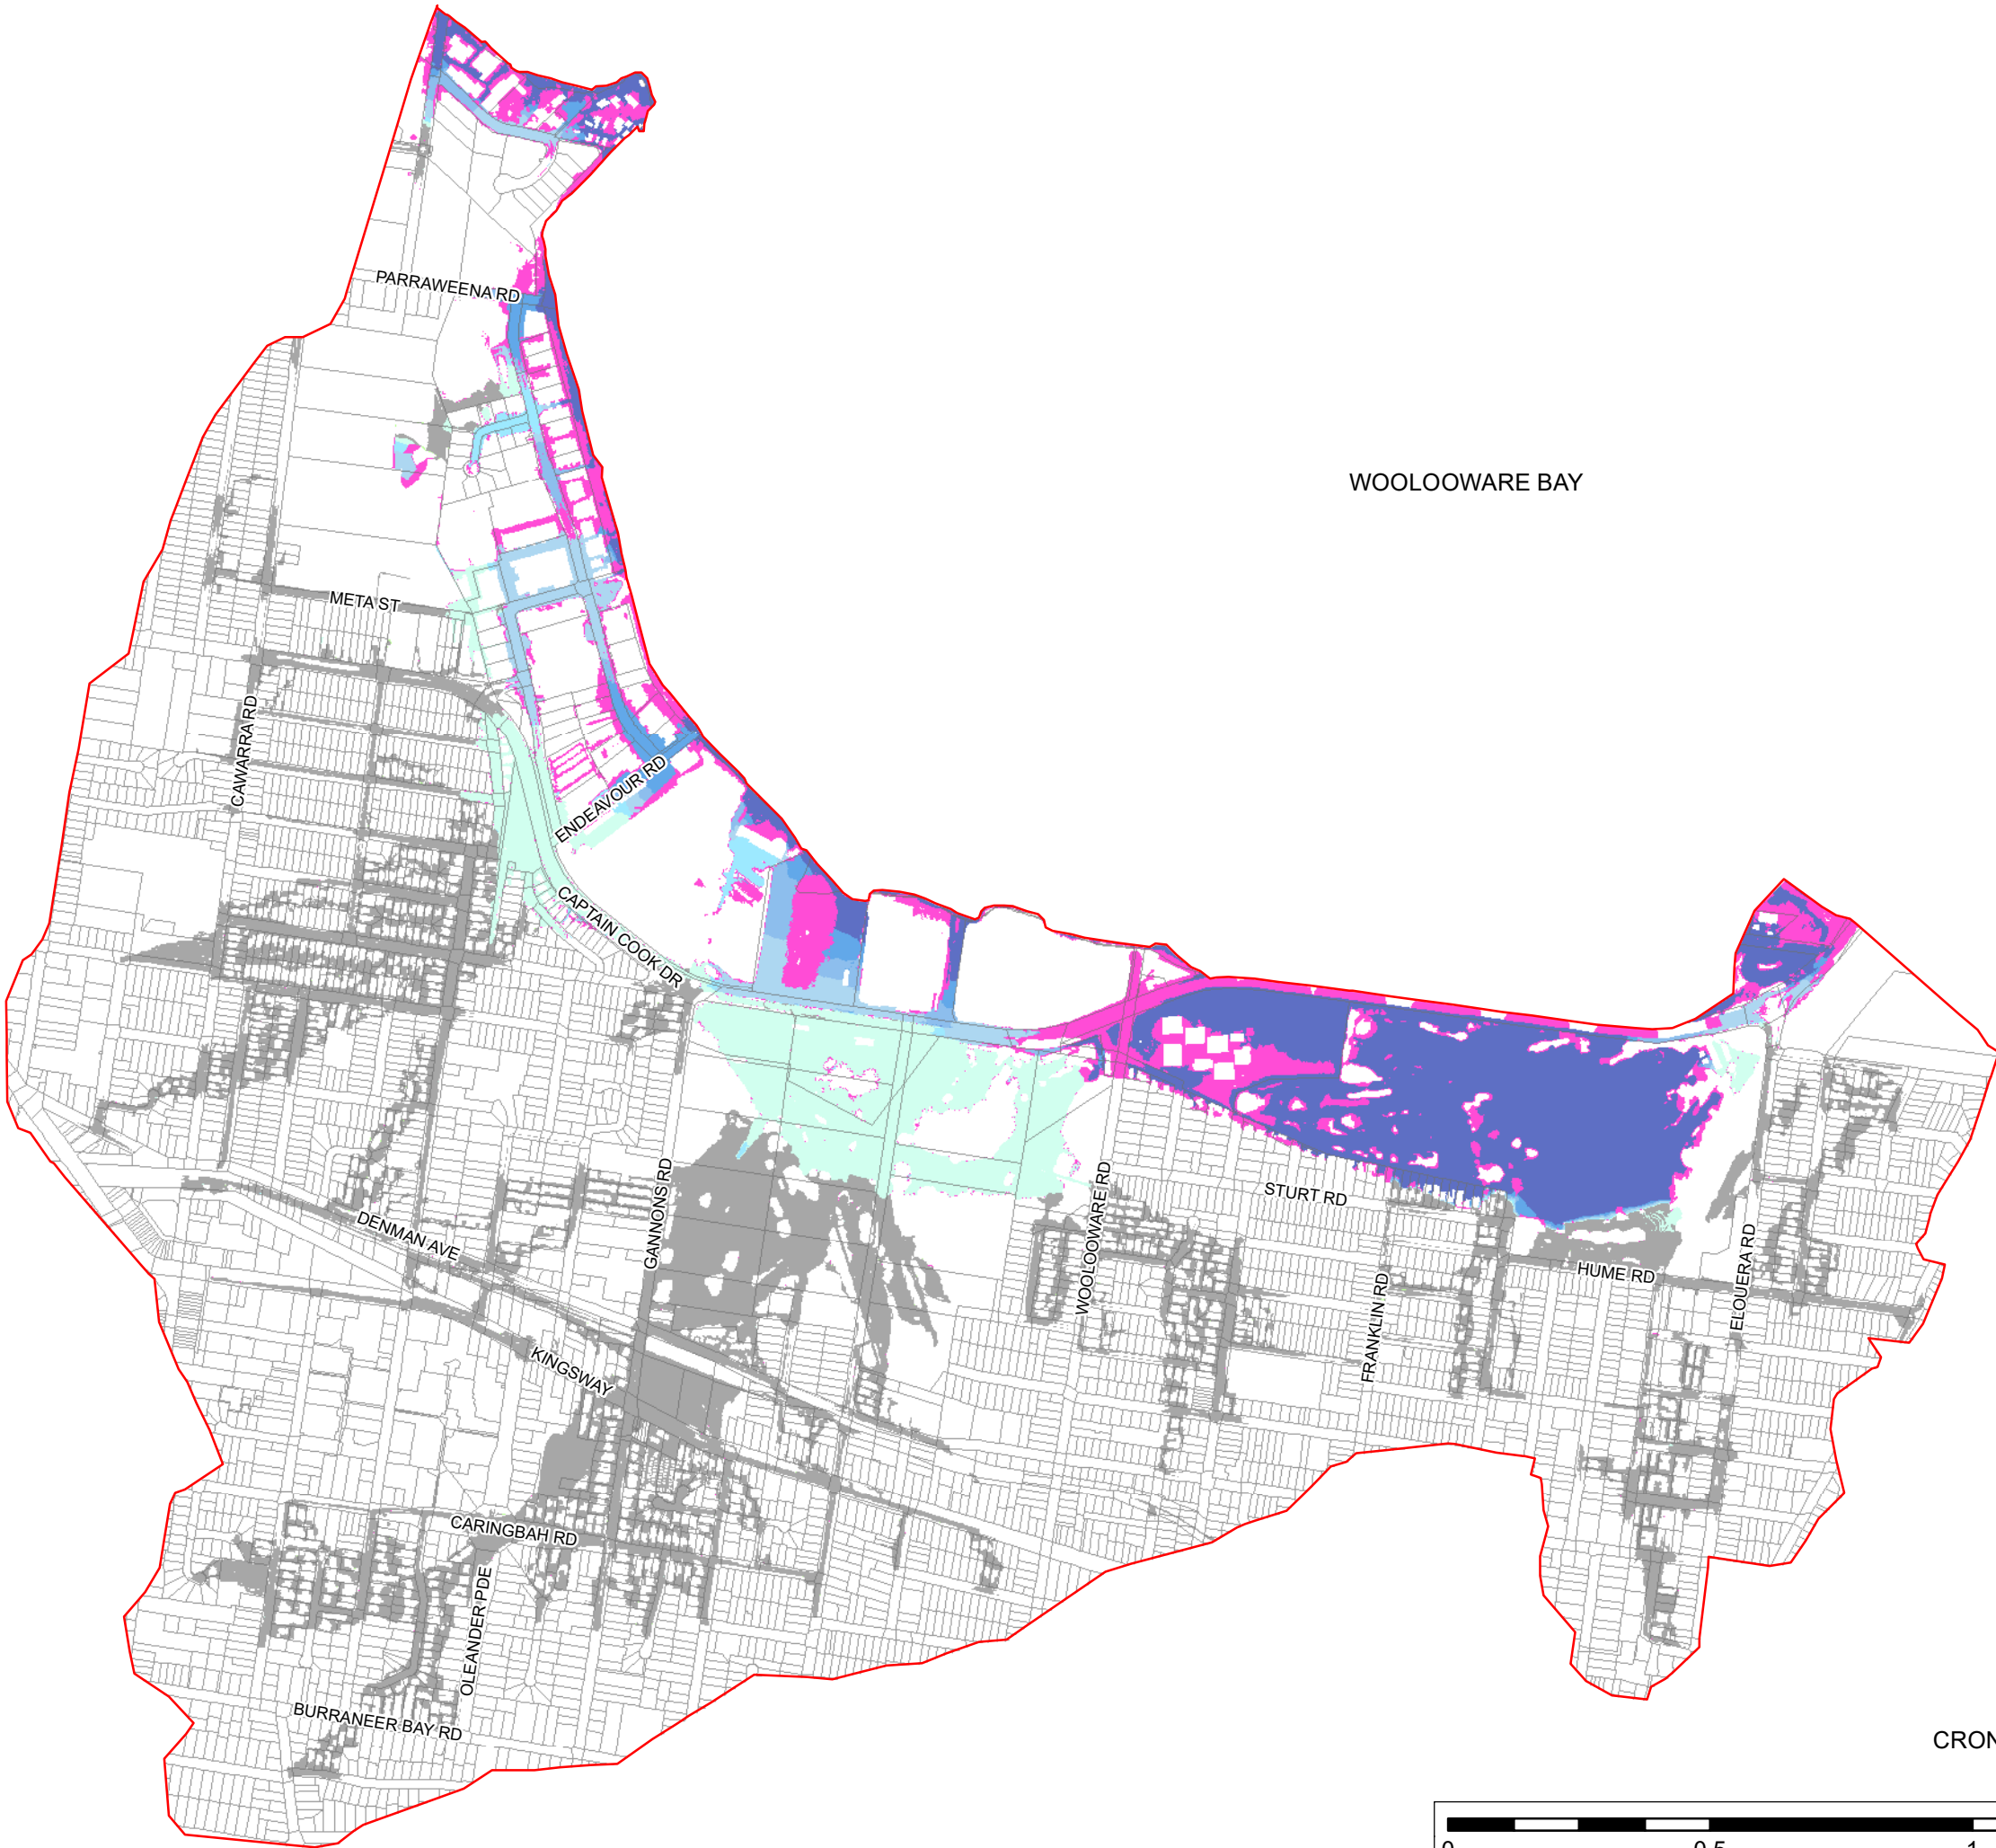 PARRAWEENA RD
WOOLOOWARE BAY
META ST
CAWARRA RD
ENDEAVOUR RD
CAPTAIN COOK DR
GANNONS RD
WOOLOOWARE RD
STURT RD
DENMAN AVE
FRANKLIN RD
HUME RD
ELOUERA RD
KINGSWAY
CARINGBAH RD
OLEANDER PDE
BURRANEER BAY RD
CRON
0 0.5 1